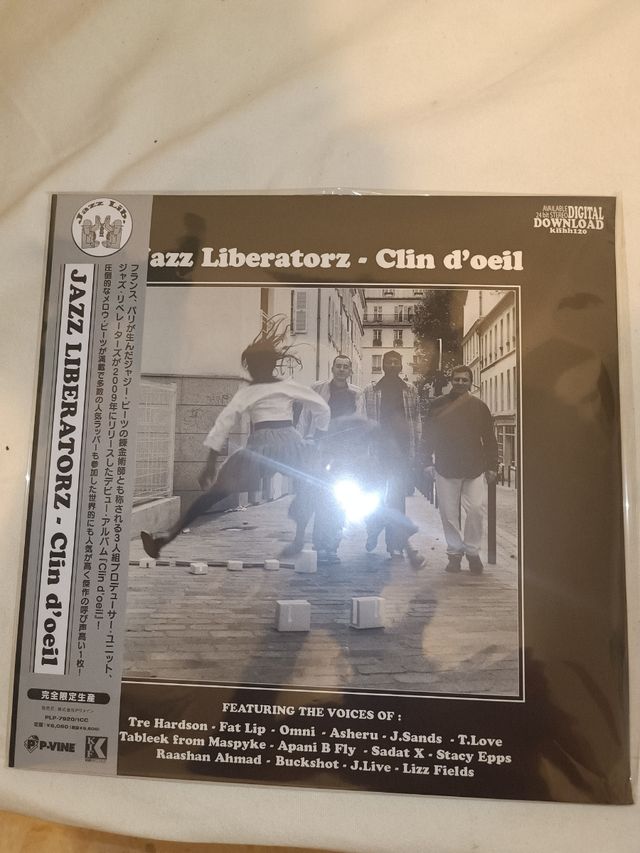 Jazz Lib
AVAILABLE
24 bit STEREO DIGITAL
DOWNLOAD
kifhh120
Jazz Liberatorz - Clin d'oeil
フランス、パリが生んだジャジー・ビーツの錬金術師とも称される3人組プロデューサー・ユニット、
ジャズ・リベレーターズが2009年にリリースしたデビュー・アルバム「Clin d'oeil」!
圧倒的なメロウ・ビーツが満載で多数の人気ラッパーも参加した世界的にも人気が高く傑作の呼び声高い1枚!
JAZZ LIBERATORZ - Clin d'oeil
完全限定生産
PLP-7920/1CC
P-VINE
FEATURING THE VOICES OF :
Tre Hardson - Fat Lip - Omni - Asheru - J.Sands - T.Love
Tableek from Maspyke - Apani B Fly - Sadat X - Stacy Epps
Raashan Ahmad - Buckshot - J.Live - Lizz Fields